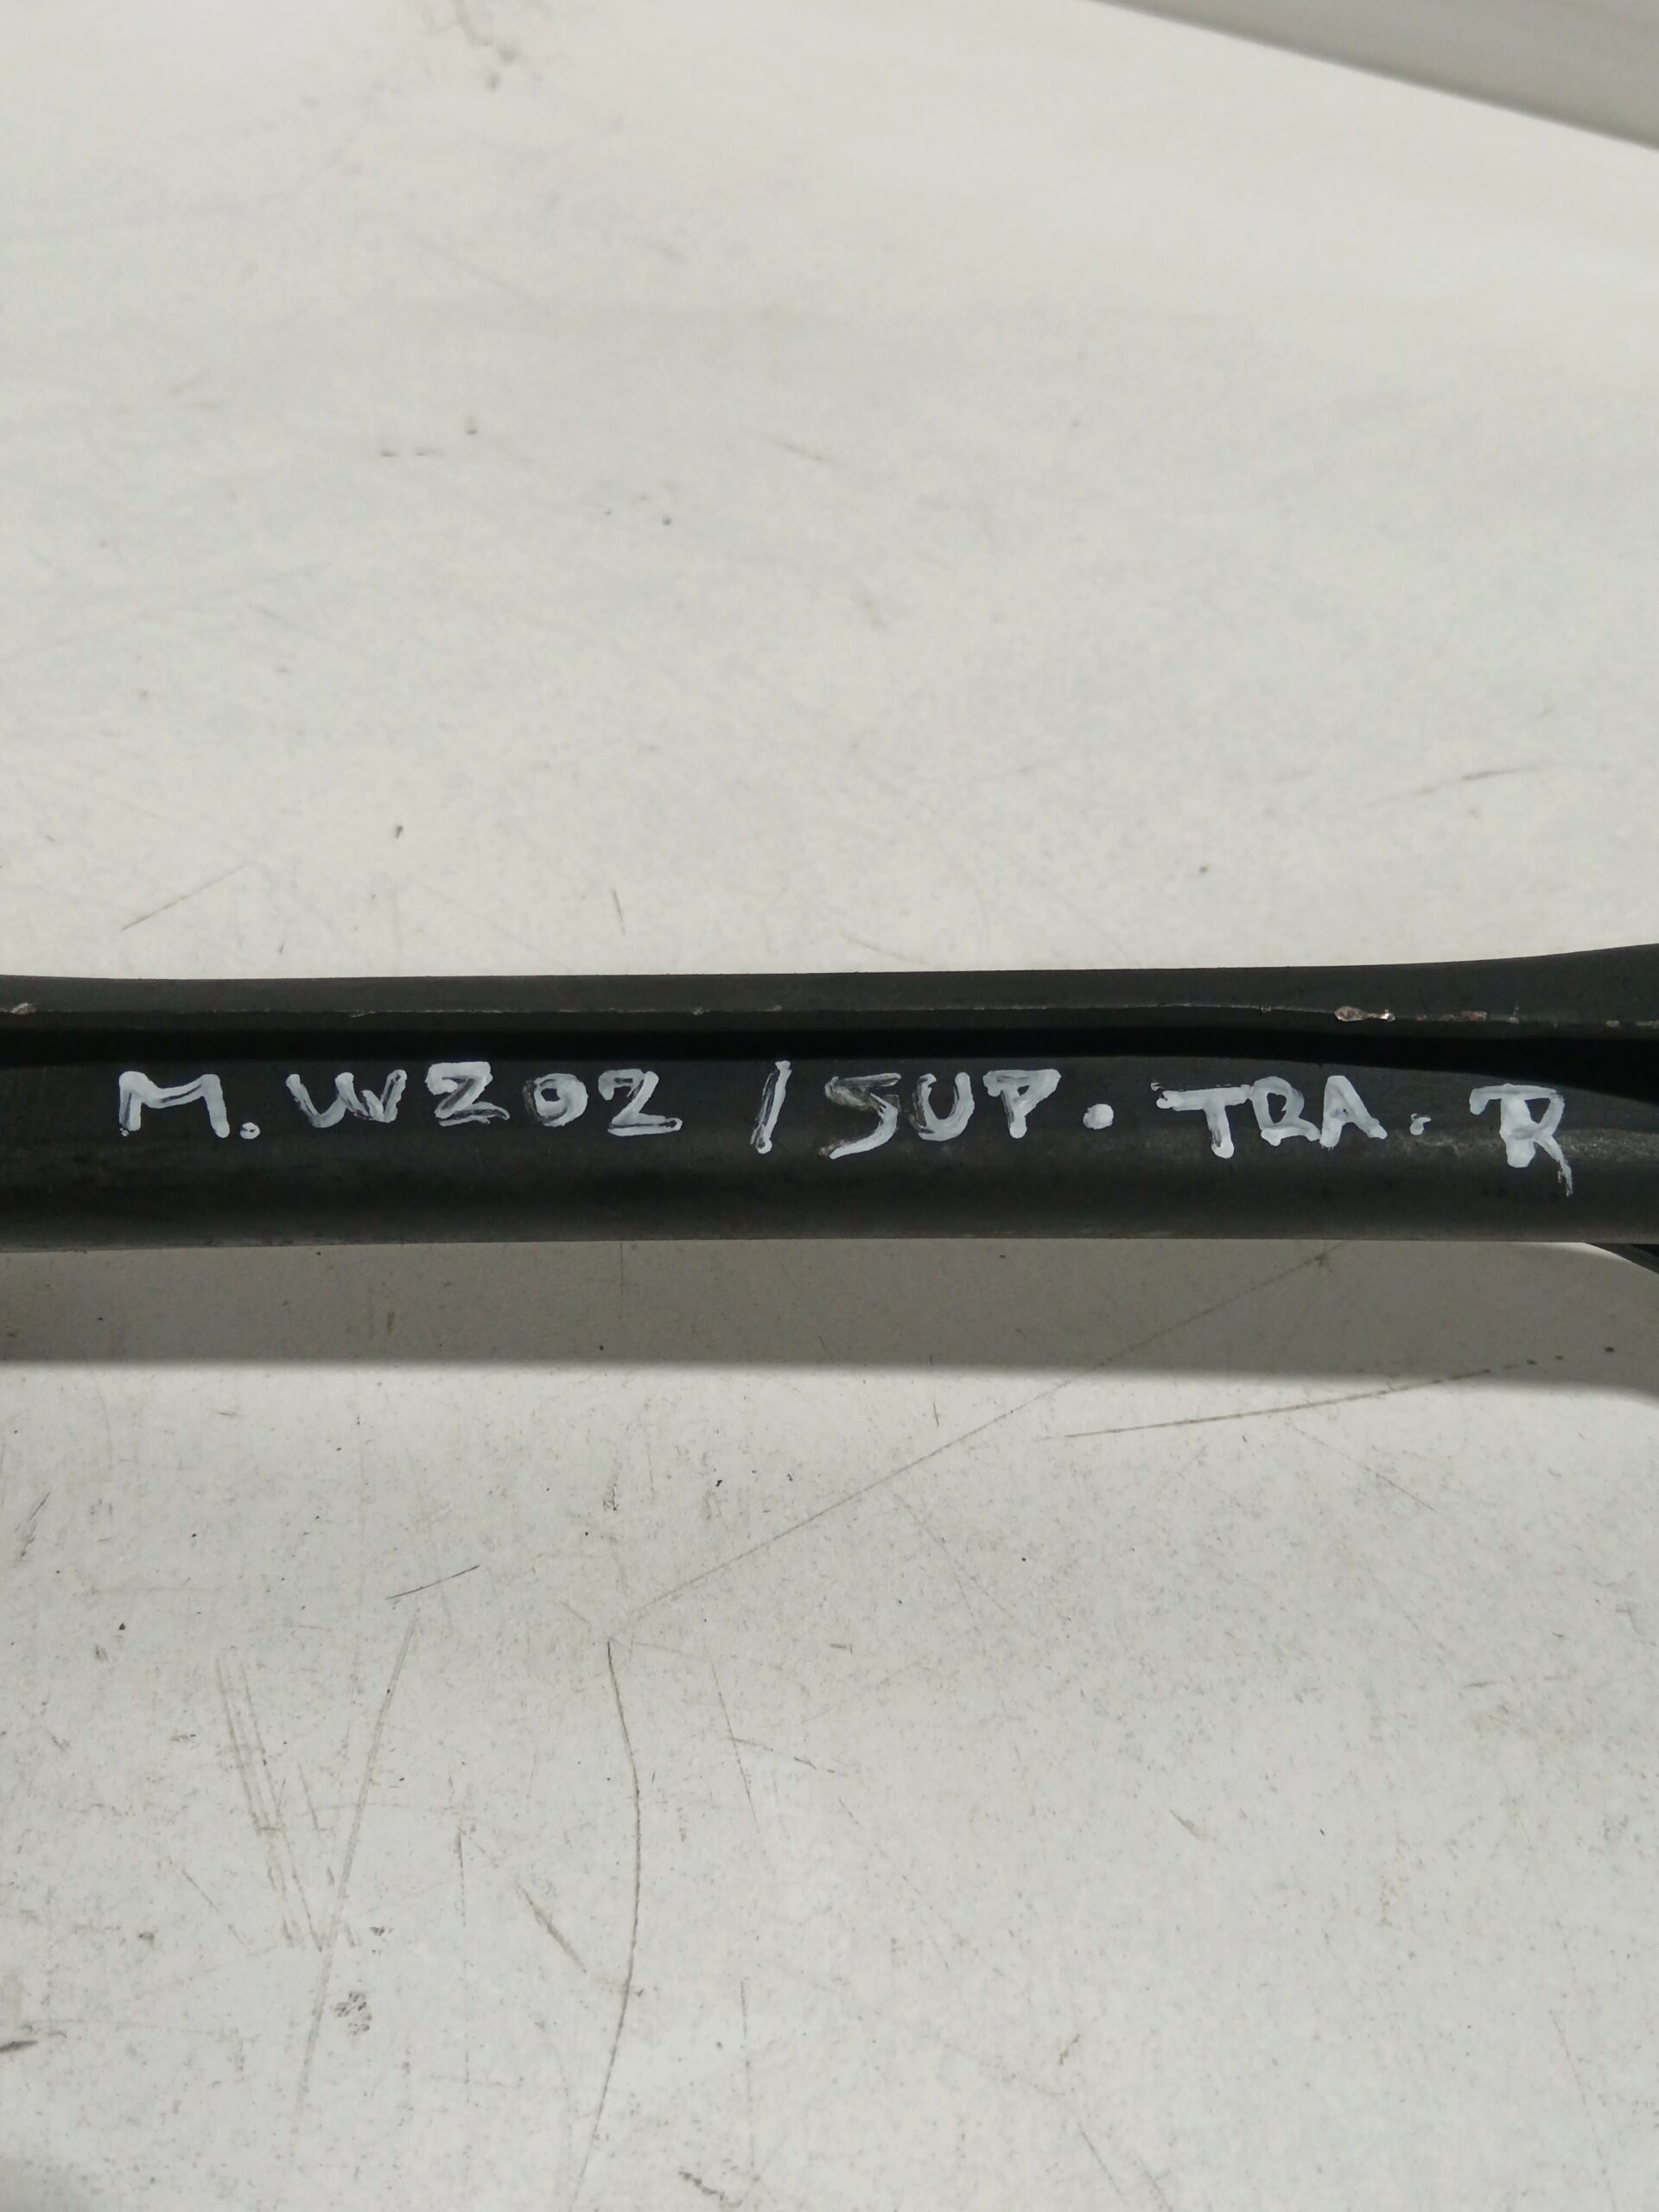 M. W202 / SUP. TRA. R